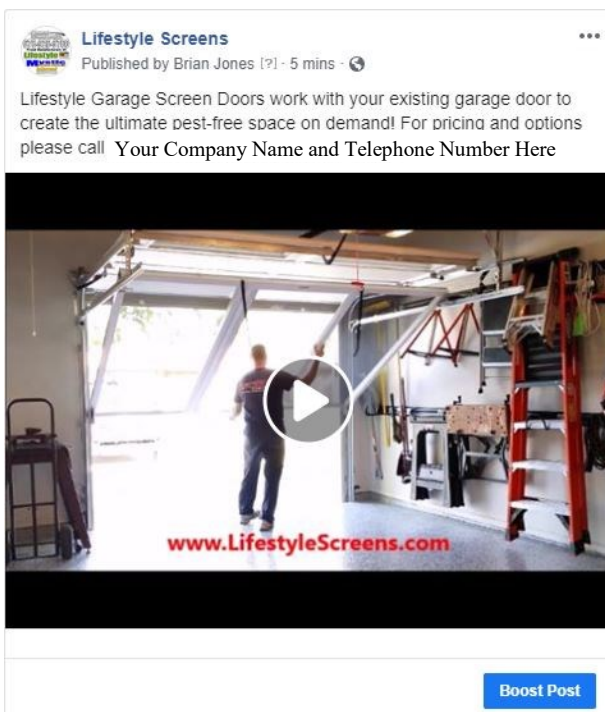 Lifestyle Screens
Published by Brian Jones [?] · 5 mins ·
Lifestyle Garage Screen Doors work with your existing garage door to
create the ultimate pest-free space on demand! For pricing and options
please call Your Company Name and Telephone Number Here
www.LifestyleScreens.com
Boost Post